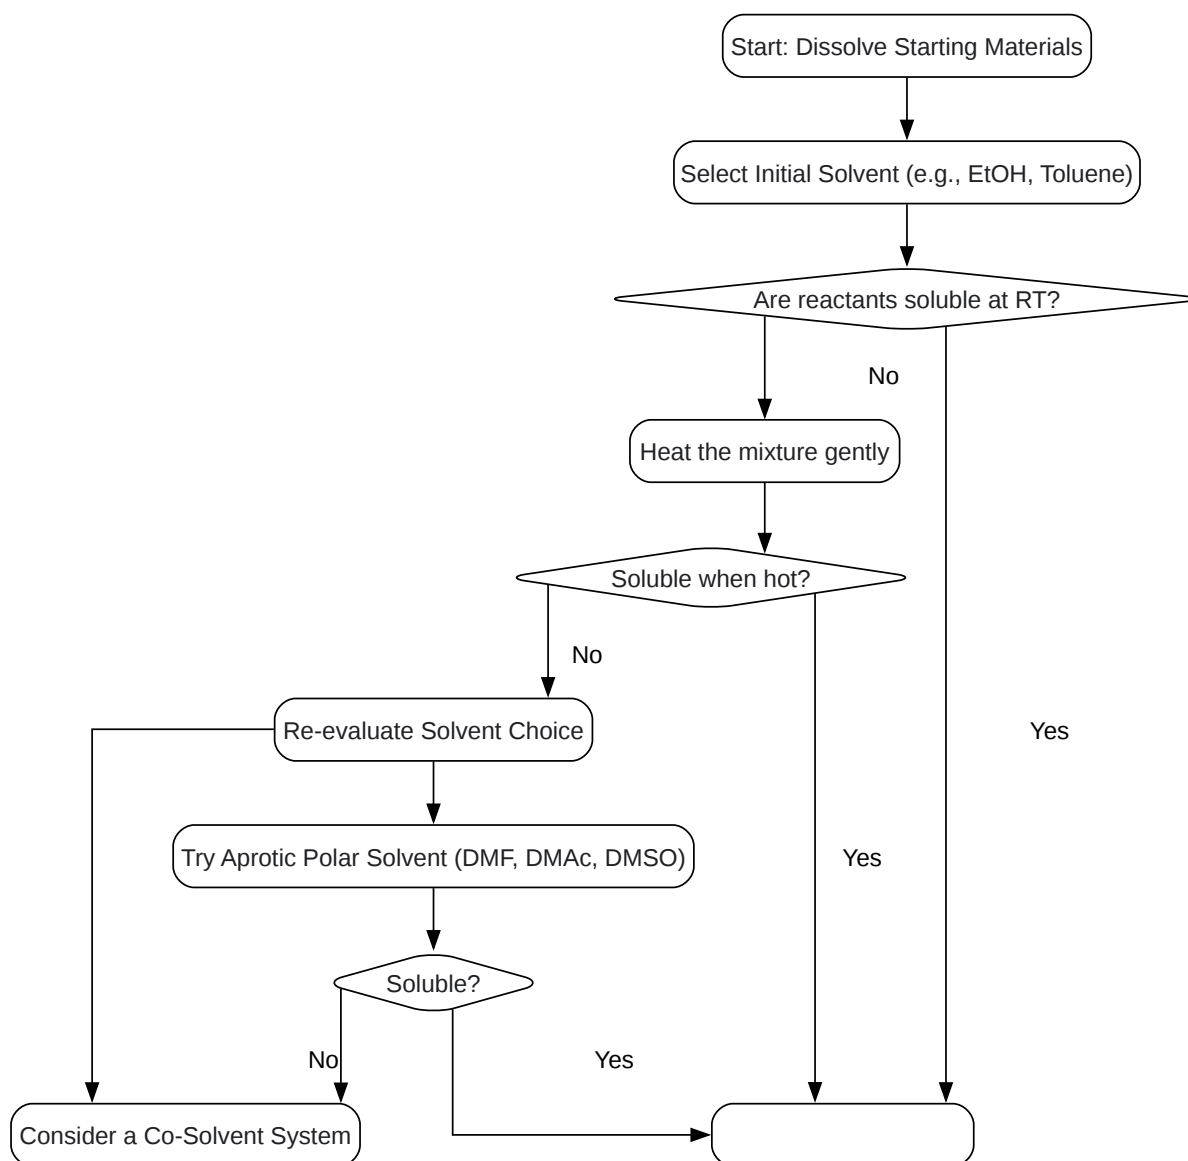 Start: Dissolve Starting Materials
Select Initial Solvent (e.g., EtOH, Toluene)
Are reactants soluble at RT?
No
Heat the mixture gently
Soluble when hot?
No
Re-evaluate Solvent Choice
Yes
Try Aprotic Polar Solvent (DMF, DMAc, DMSO)
Yes
Soluble?
No
Yes
Consider a Co-Solvent System